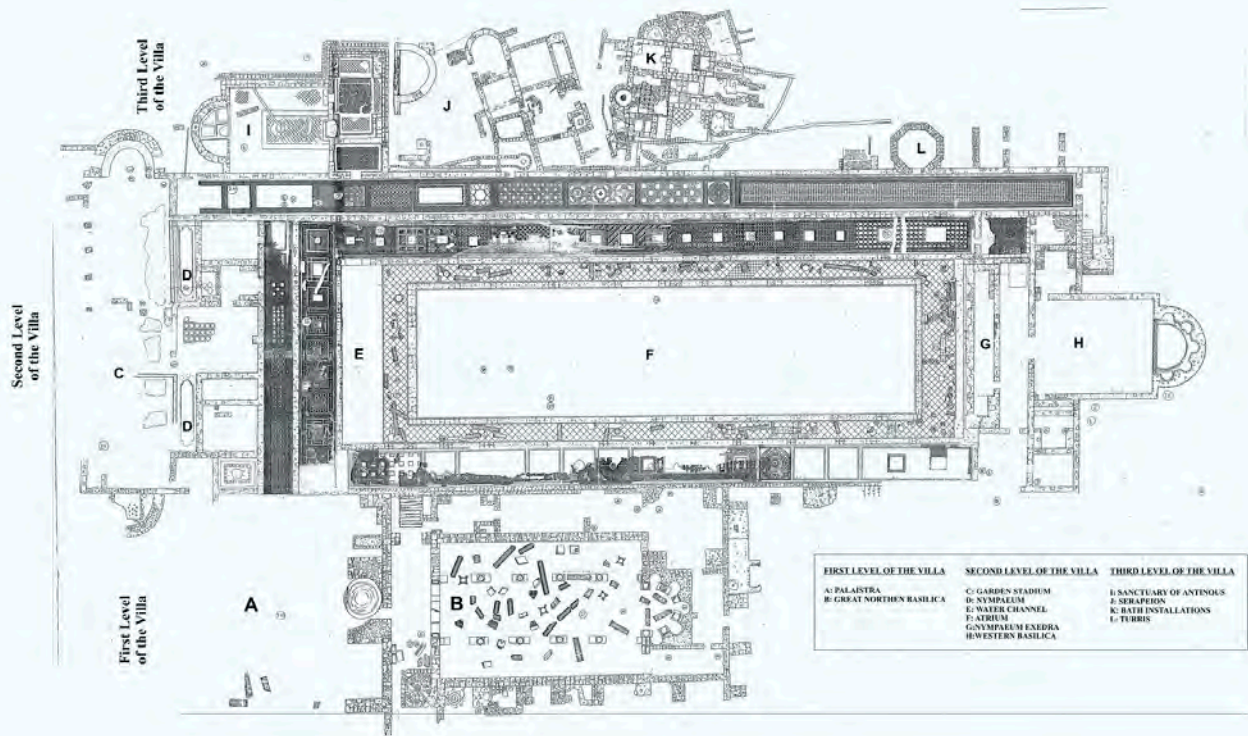 Third Level
of the Villa
K
J
I
L
D
Second Level
of the Villa
E
F
G
H
C
D
First Level
of the Villa
A
B
FIRST LEVEL OF THE VILLA
A: PALAISTRA
B: GREAT NORTHEN BASILICA
SECOND LEVEL OF THE VILLA
C: GARDEN STADIUM
D: NYMPAEUM
E: WATER CHANNEL
F: ATRIUM
G:NYMPAEUM EXEDRA
H:WESTERN BASILICA
THIRD LEVEL OF THE VILLA
I: SANCTUARY OF ANTINOUS
J: SERAPEION
K: BATH INSTALLATIONS
L: TURRIS